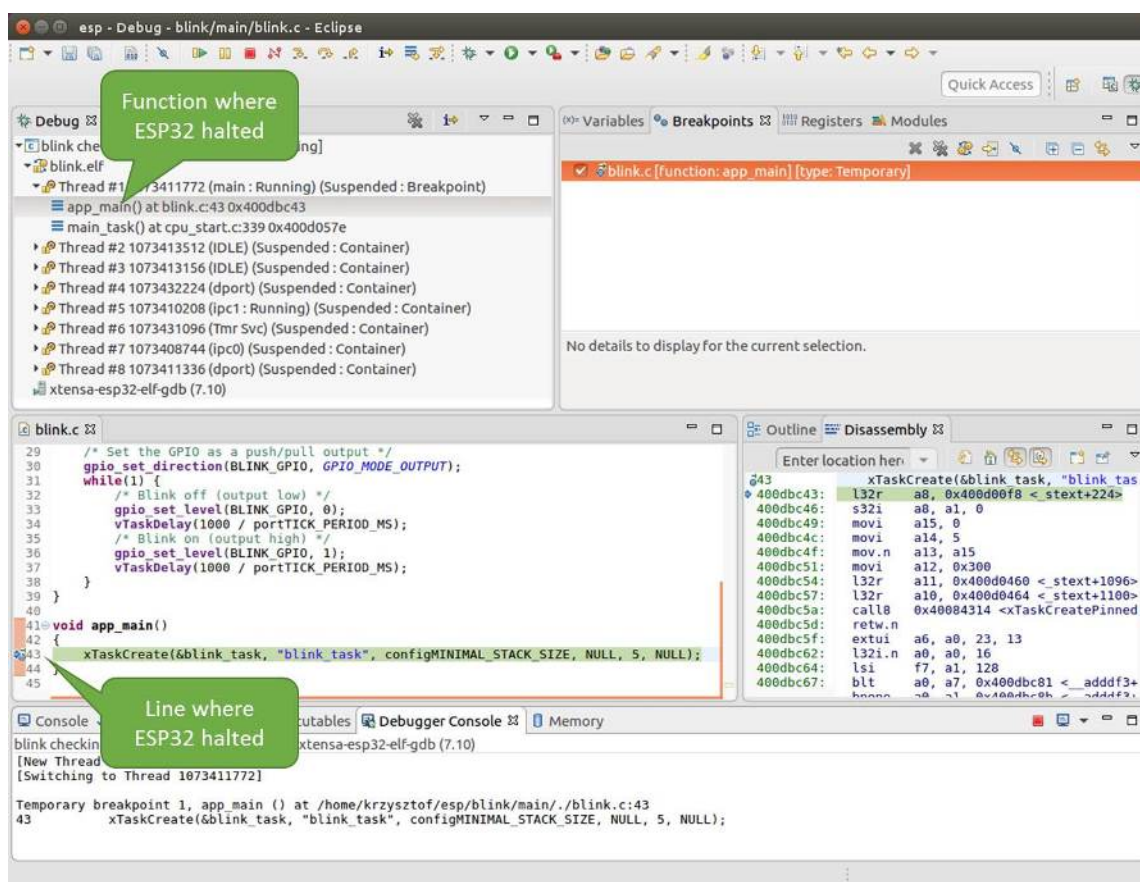 esp - Debug - blink/main/blink.c - Eclipse
Quick Access
Function where
ESP32 halted
Debug
blink che ing]
blink.elf
Thread #1 1073411772 (main : Running) (Suspended : Breakpoint)
app_main() at blink.c:43 0x400dbc43
main_task() at cpu_start.c:339 0x400d057e
Thread #2 1073413512 (IDLE) (Suspended : Container)
Thread #3 1073413156 (IDLE) (Suspended : Container)
Thread #4 1073432224 (dport) (Suspended : Container)
Thread #5 1073410208 (ipc1 : Running) (Suspended : Container)
Thread #6 1073431096 (Tmr Svc) (Suspended : Container)
Thread #7 1073408744 (ipc0) (Suspended : Container)
Thread #8 1073411336 (dport) (Suspended : Container)
xtensa-esp32-elf-gdb (7.10)
(x)= Variables Breakpoints Registers Modules
blink.c [function: app_main] [type: Temporary]
No details to display for the current selection.
blink.c
29 /* Set the GPIO as a push/pull output */
30 gpio_set_direction(BLINK_GPIO, GPIO_MODE_OUTPUT);
31 while(1) {
32 /* Blink off (output low) */
33 gpio_set_level(BLINK_GPIO, 0);
34 vTaskDelay(1000 / portTICK_PERIOD_MS);
35 /* Blink on (output high) */
36 gpio_set_level(BLINK_GPIO, 1);
37 vTaskDelay(1000 / portTICK_PERIOD_MS);
38 }
39 }
40
41 void app_main()
42 {
43 xTaskCreate(&blink_task, "blink_task", configMINIMAL_STACK_SIZE, NULL, 5, NULL);
44 }
45
Line where
ESP32 halted
Outline Disassembly
Enter location her
43 xTaskCreate(&blink_task, "blink_tas
400dbc43: l32r a8, 0x400d00f8 <_stext+224>
400dbc46: s32i a8, a1, 0
400dbc49: movi a15, 0
400dbc4c: movi a14, 5
400dbc4f: mov.n a13, a15
400dbc51: movi a12, 0x300
400dbc54: l32r a11, 0x400d0460 <_stext+1096>
400dbc57: l32r a10, 0x400d0464 <_stext+1100>
400dbc5a: call8 0x40084314 <xTaskCreatePinned
400dbc5d: retw.n
400dbc5f: extui a6, a0, 23, 13
400dbc62: l32i.n a0, a0, 16
400dbc64: lsi f7, a1, 128
400dbc67: blt a0, a7, 0x400dbc81 <__adddf3+
Console cutables Debugger Console Memory
blink checkin xtensa-esp32-elf-gdb (7.10)
[New Thread
[Switching to Thread 1073411772]
Temporary breakpoint 1, app_main () at /home/krzysztof/esp/blink/main/./blink.c:43
43 xTaskCreate(&blink_task, "blink_task", configMINIMAL_STACK_SIZE, NULL, 5, NULL);